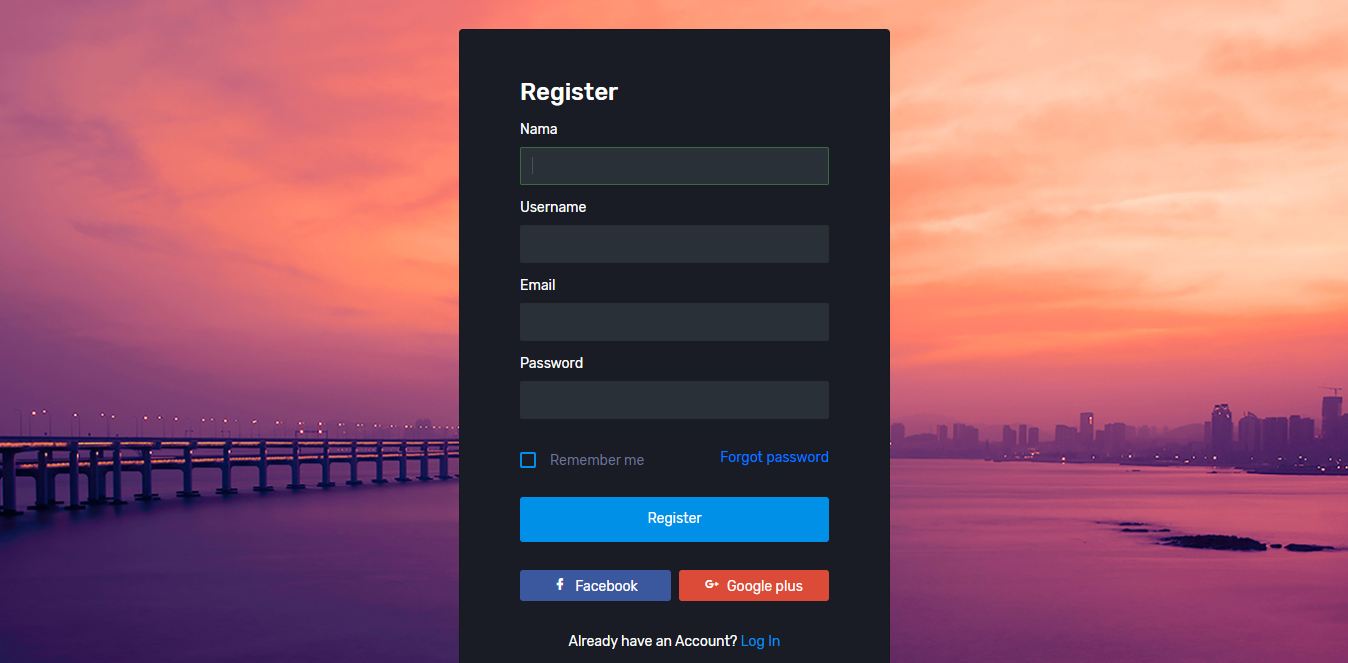 Register
Nama
Username
Email
Password
Remember me Forgot password
Register
Facebook Google plus
Already have an Account? Log In